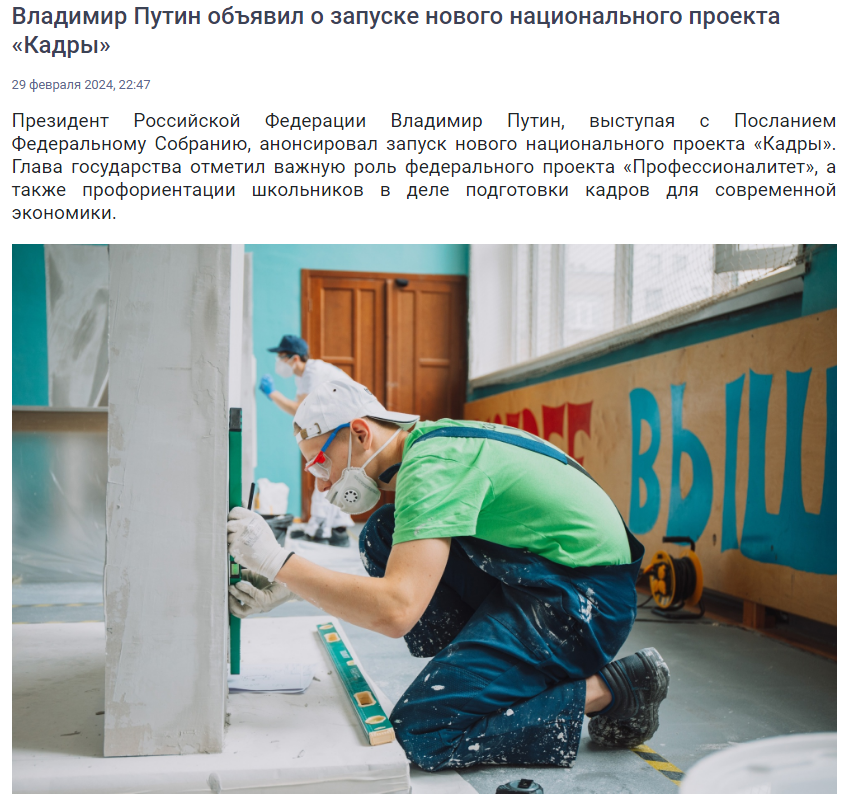 Владимир Путин объявил о запуске нового национального проекта
«Кадры»
29 февраля 2024, 22:47
Президент Российской Федерации Владимир Путин, выступая с Посланием
Федеральному Собранию, анонсировал запуск нового национального проекта «Кадры».
Глава государства отметил важную роль федерального проекта «Профессионалитет», а
также профориентации школьников в деле подготовки кадров для современной
экономики.
ВЫШ